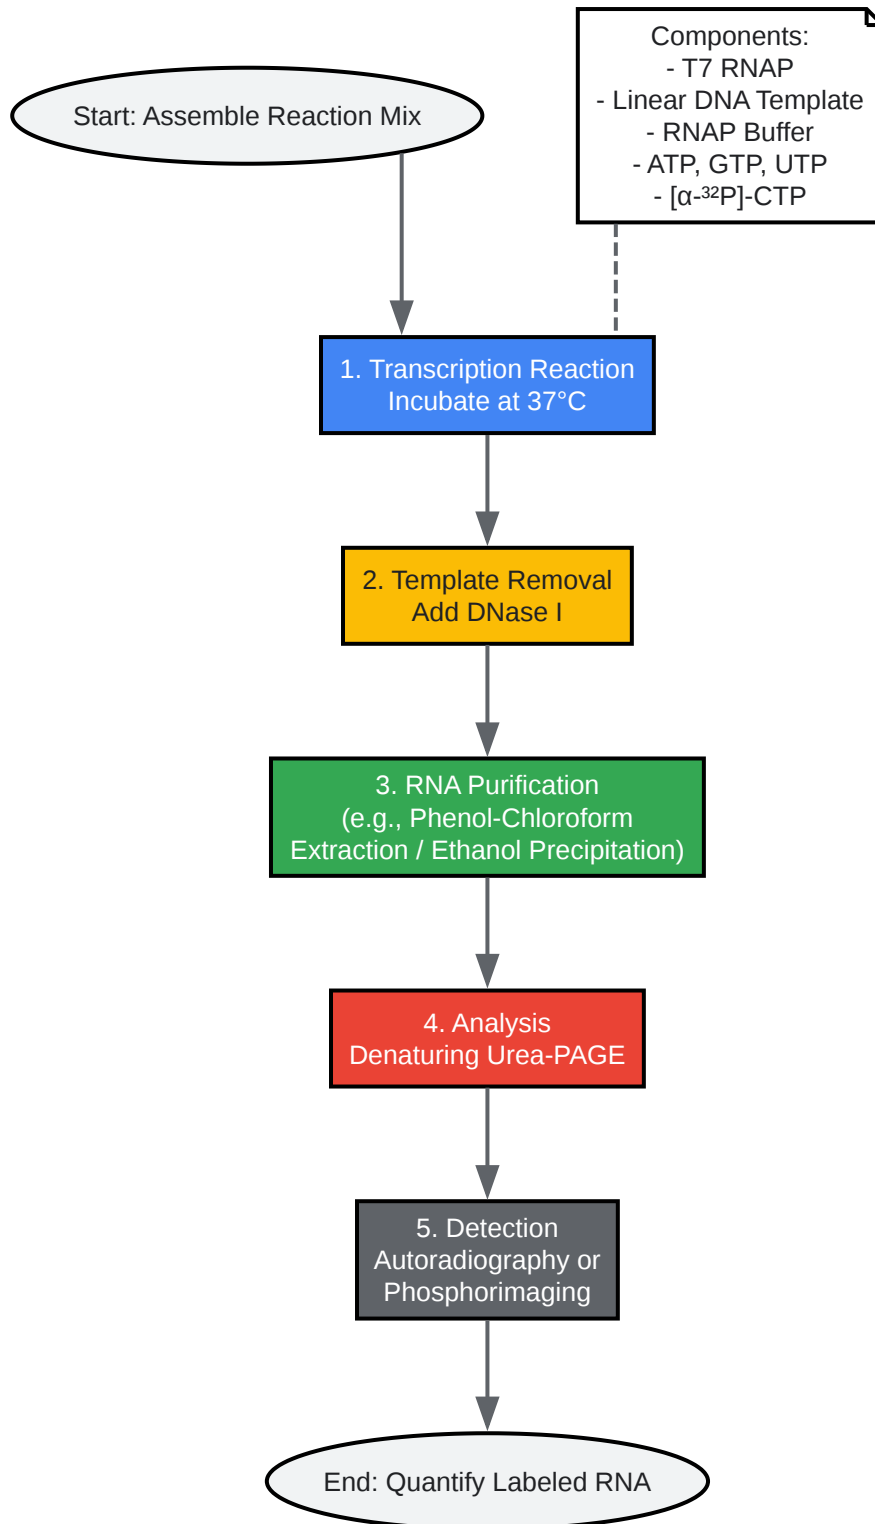 Start: Assemble Reaction Mix
Components:
- T7 RNAP
- Linear DNA Template
- RNAP Buffer
- ATP, GTP, UTP
- [α-³²P]-CTP
1. Transcription Reaction
Incubate at 37°C
2. Template Removal
Add DNase I
3. RNA Purification
(e.g., Phenol-Chloroform
Extraction / Ethanol Precipitation)
4. Analysis
Denaturing Urea-PAGE
5. Detection
Autoradiography or
Phosphorimaging
End: Quantify Labeled RNA